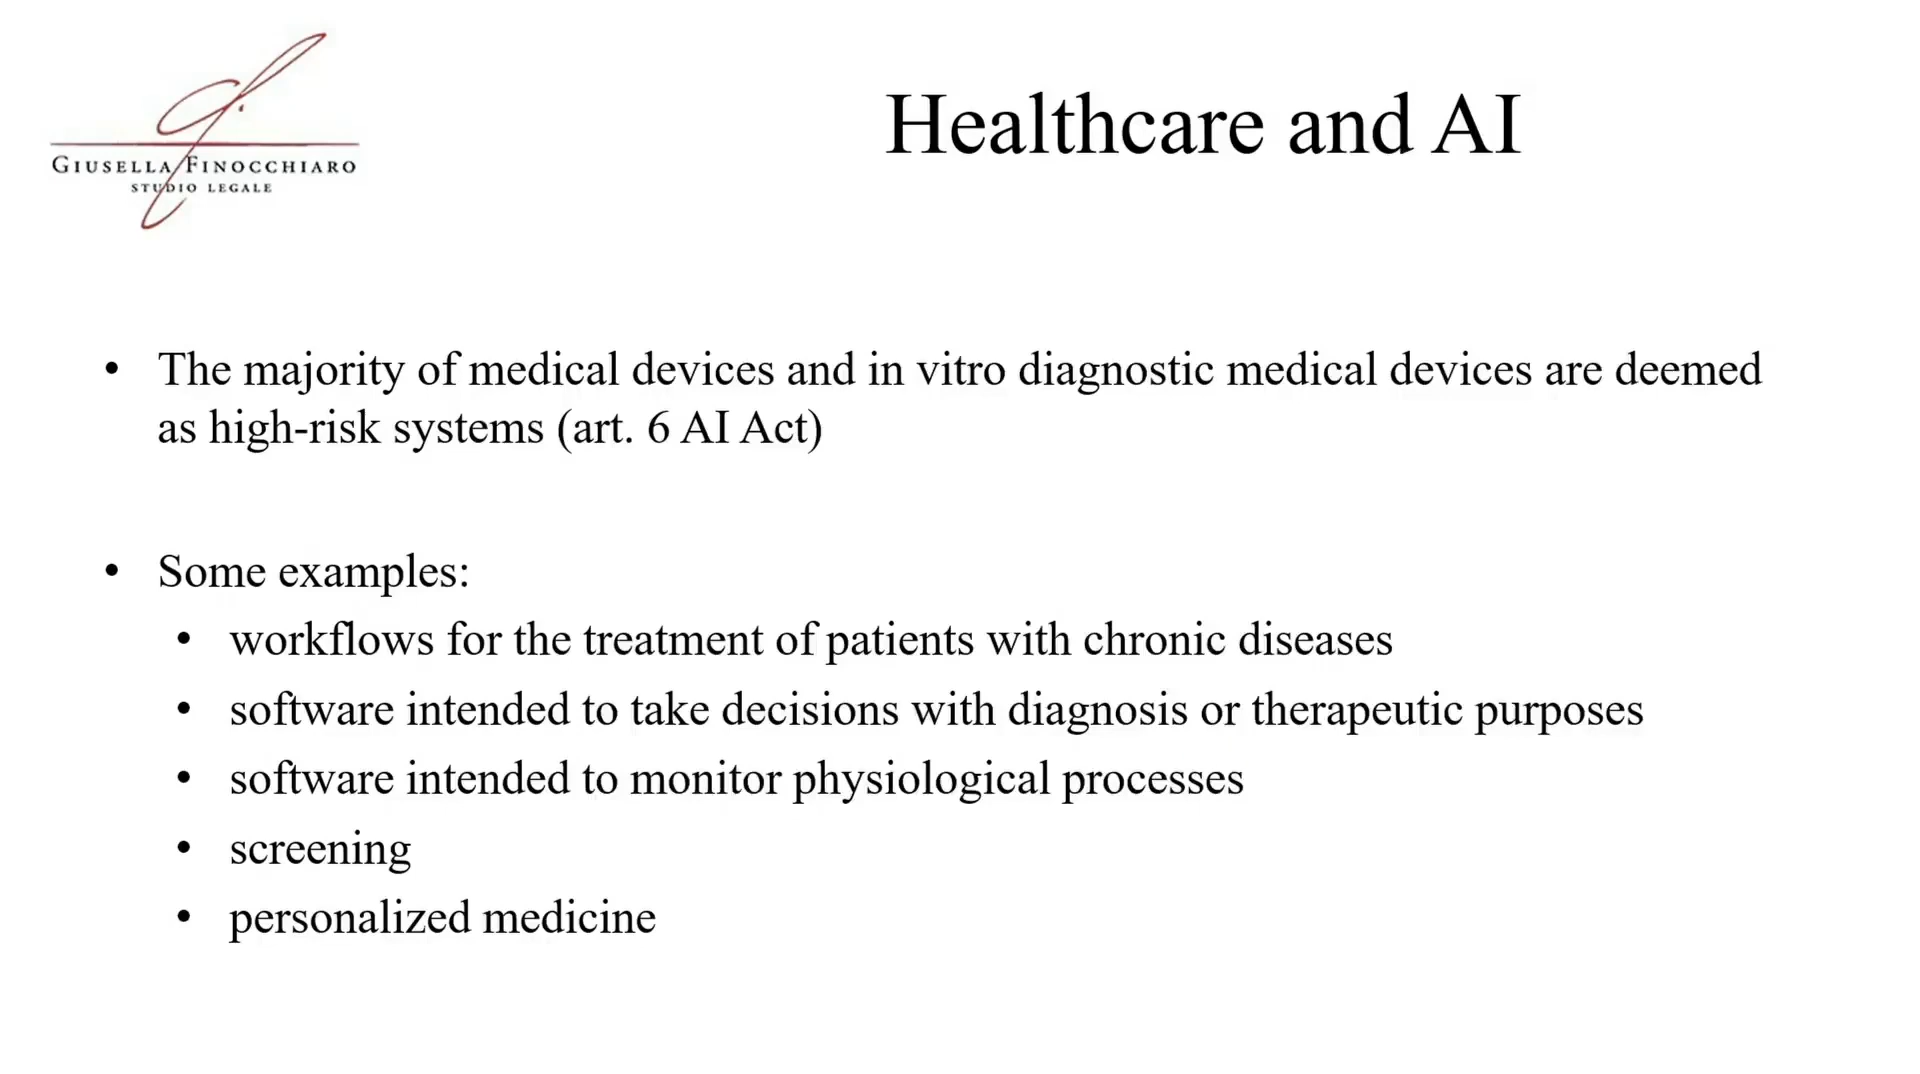 GIUSELLA FINOCCHIARO
STUDIO LEGALE
Healthcare and AI
• The majority of medical devices and in vitro diagnostic medical devices are deemed
as high-risk systems (art. 6 AI Act)
• Some examples:
• workflows for the treatment of patients with chronic diseases
• software intended to take decisions with diagnosis or therapeutic purposes
• software intended to monitor physiological processes
• screening
• personalized medicine